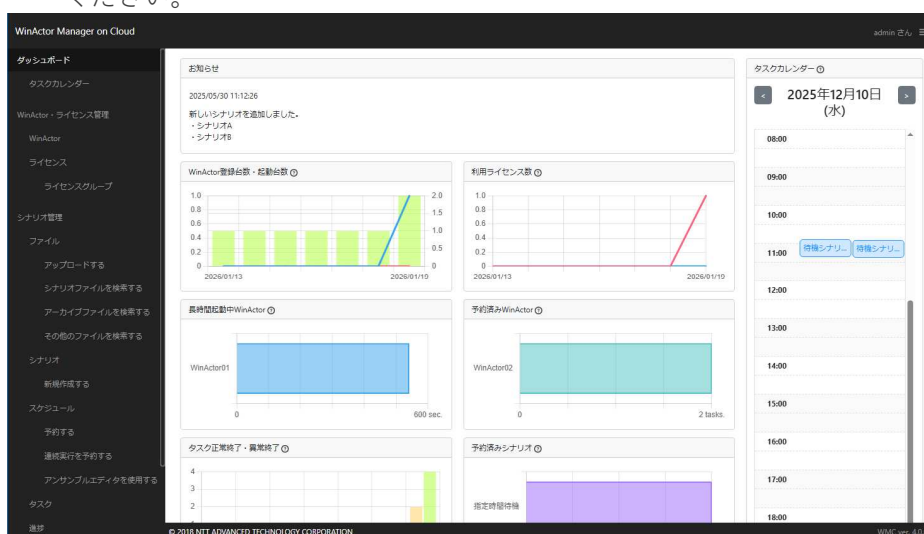 ください。
WinActor Manager on Cloud
admin さん
ダッシュボード
タスクカレンダー
WinActor・ライセンス管理
WinActor
ライセンス
ライセンスグループ
シナリオ管理
ファイル
アップロードする
シナリオファイルを検索する
アーカイブファイルを検索する
その他のファイルを検索する
シナリオ
新規作成する
スケジュール
予約する
連続実行を予約する
アンサンブルエディタを使用する
タスク
進捗
お知らせ
2025/05/30 11:12:26
新しいシナリオを追加しました。
・シナリオA
・シナリオB
WinActor登録台数・起動台数
1.0 2.0
0.8
0.6 1.5
0.4 1.0
0.2 0.5
0 0
2026/01/13 2026/01/19
利用ライセンス数
1.0
0.8
0.6
0.4
0.2
0
2026/01/13 2026/01/19
長時間起動中WinActor
WinActor01
0 600 sec.
予約済みWinActor
WinActor02
0 2 tasks.
タスク正常終了・異常終了
4
3
2
予約済みシナリオ
指定時間待機
タスクカレンダー
< 2025年12月10日 >
(水)
08:00
09:00
10:00
11:00 待機シナリ... 待機シナリ...
12:00
13:00
14:00
15:00
16:00
17:00
18:00
© 2018 NTT ADVANCED TECHNOLOGY CORPORATION
WMC ver. 4.0